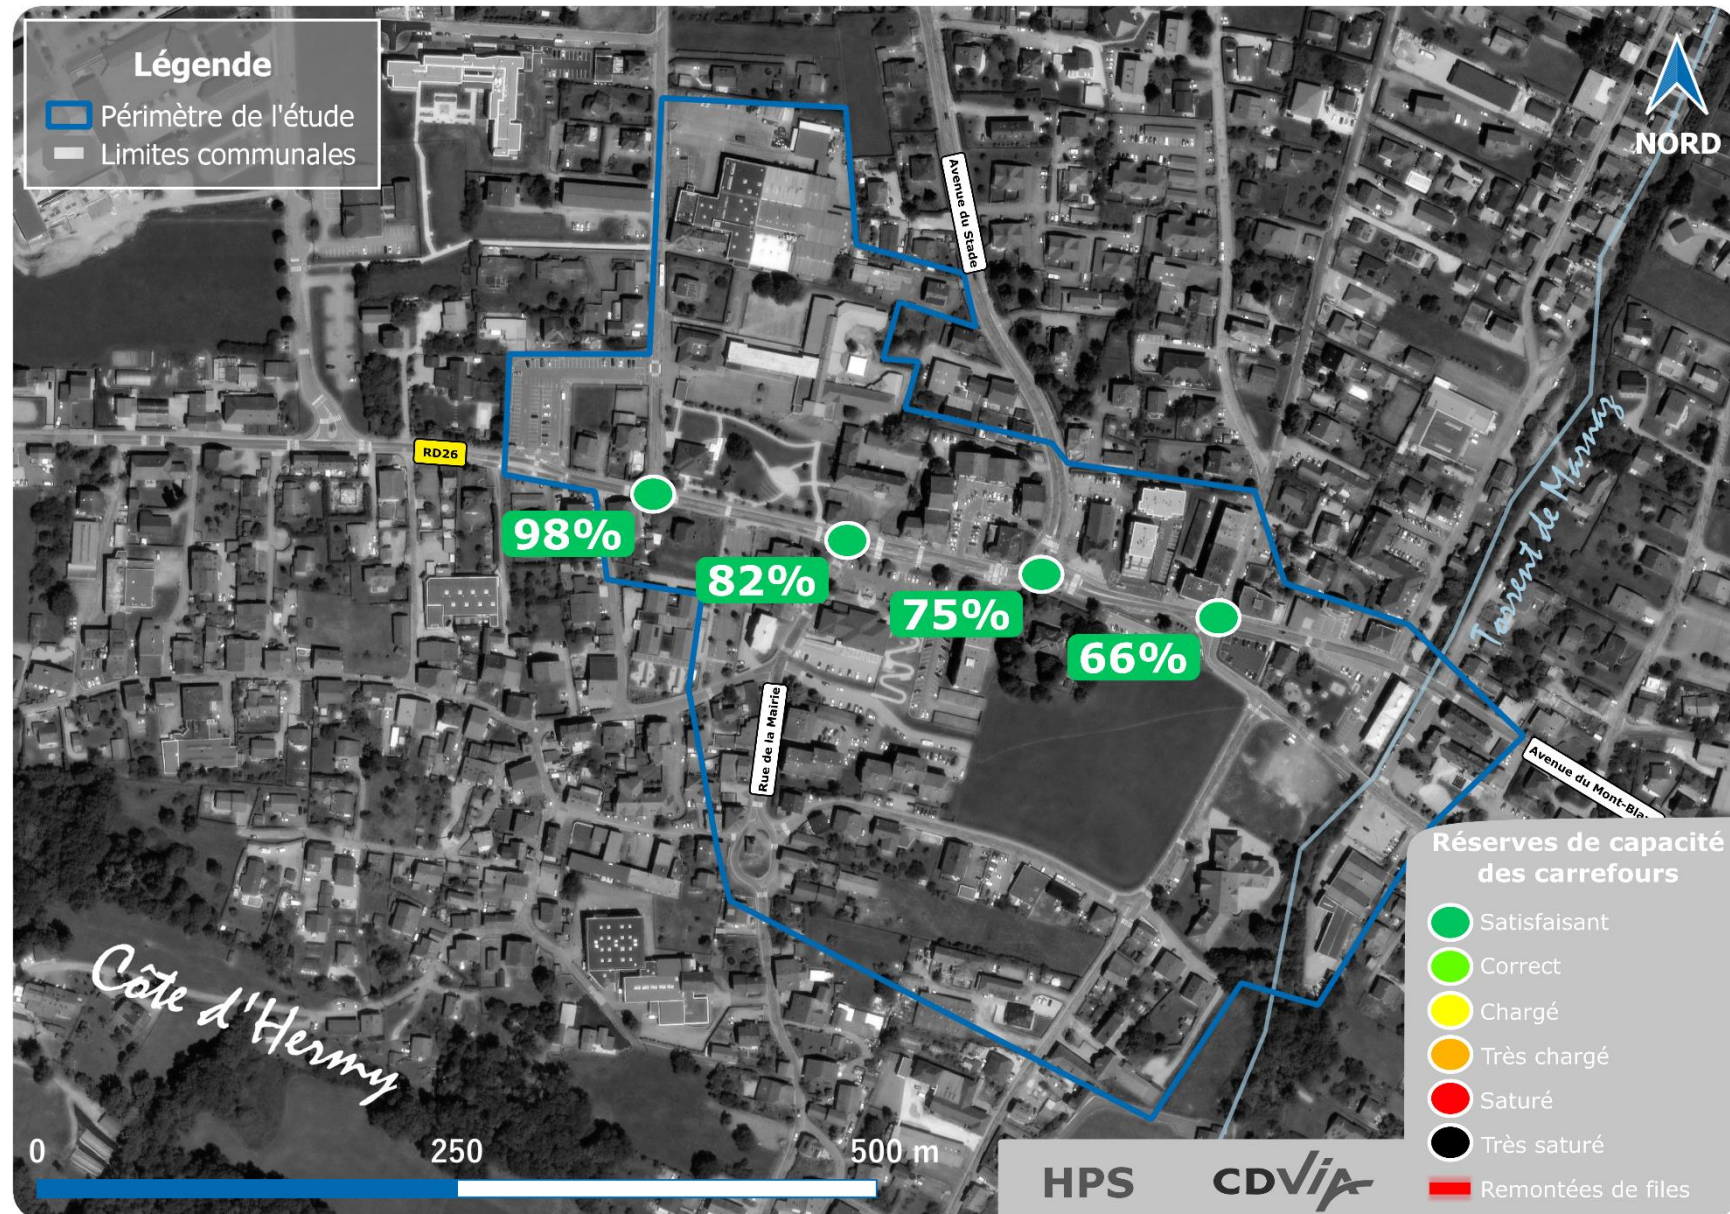 Légende
Périmètre de l'étude
Limites communales
NORD
Avenue du Stade
RD26
98%
82%
75%
66%
Torrent de Marnaz
Rue de la Mairie
Avenue du Mont-Blan
Côte d'Hermy
Réserves de capacité
des carrefours
Satisfaisant
Correct
Chargé
Très chargé
Saturé
Très saturé
Remontées de files
0 250 500 m
HPS CDVIA